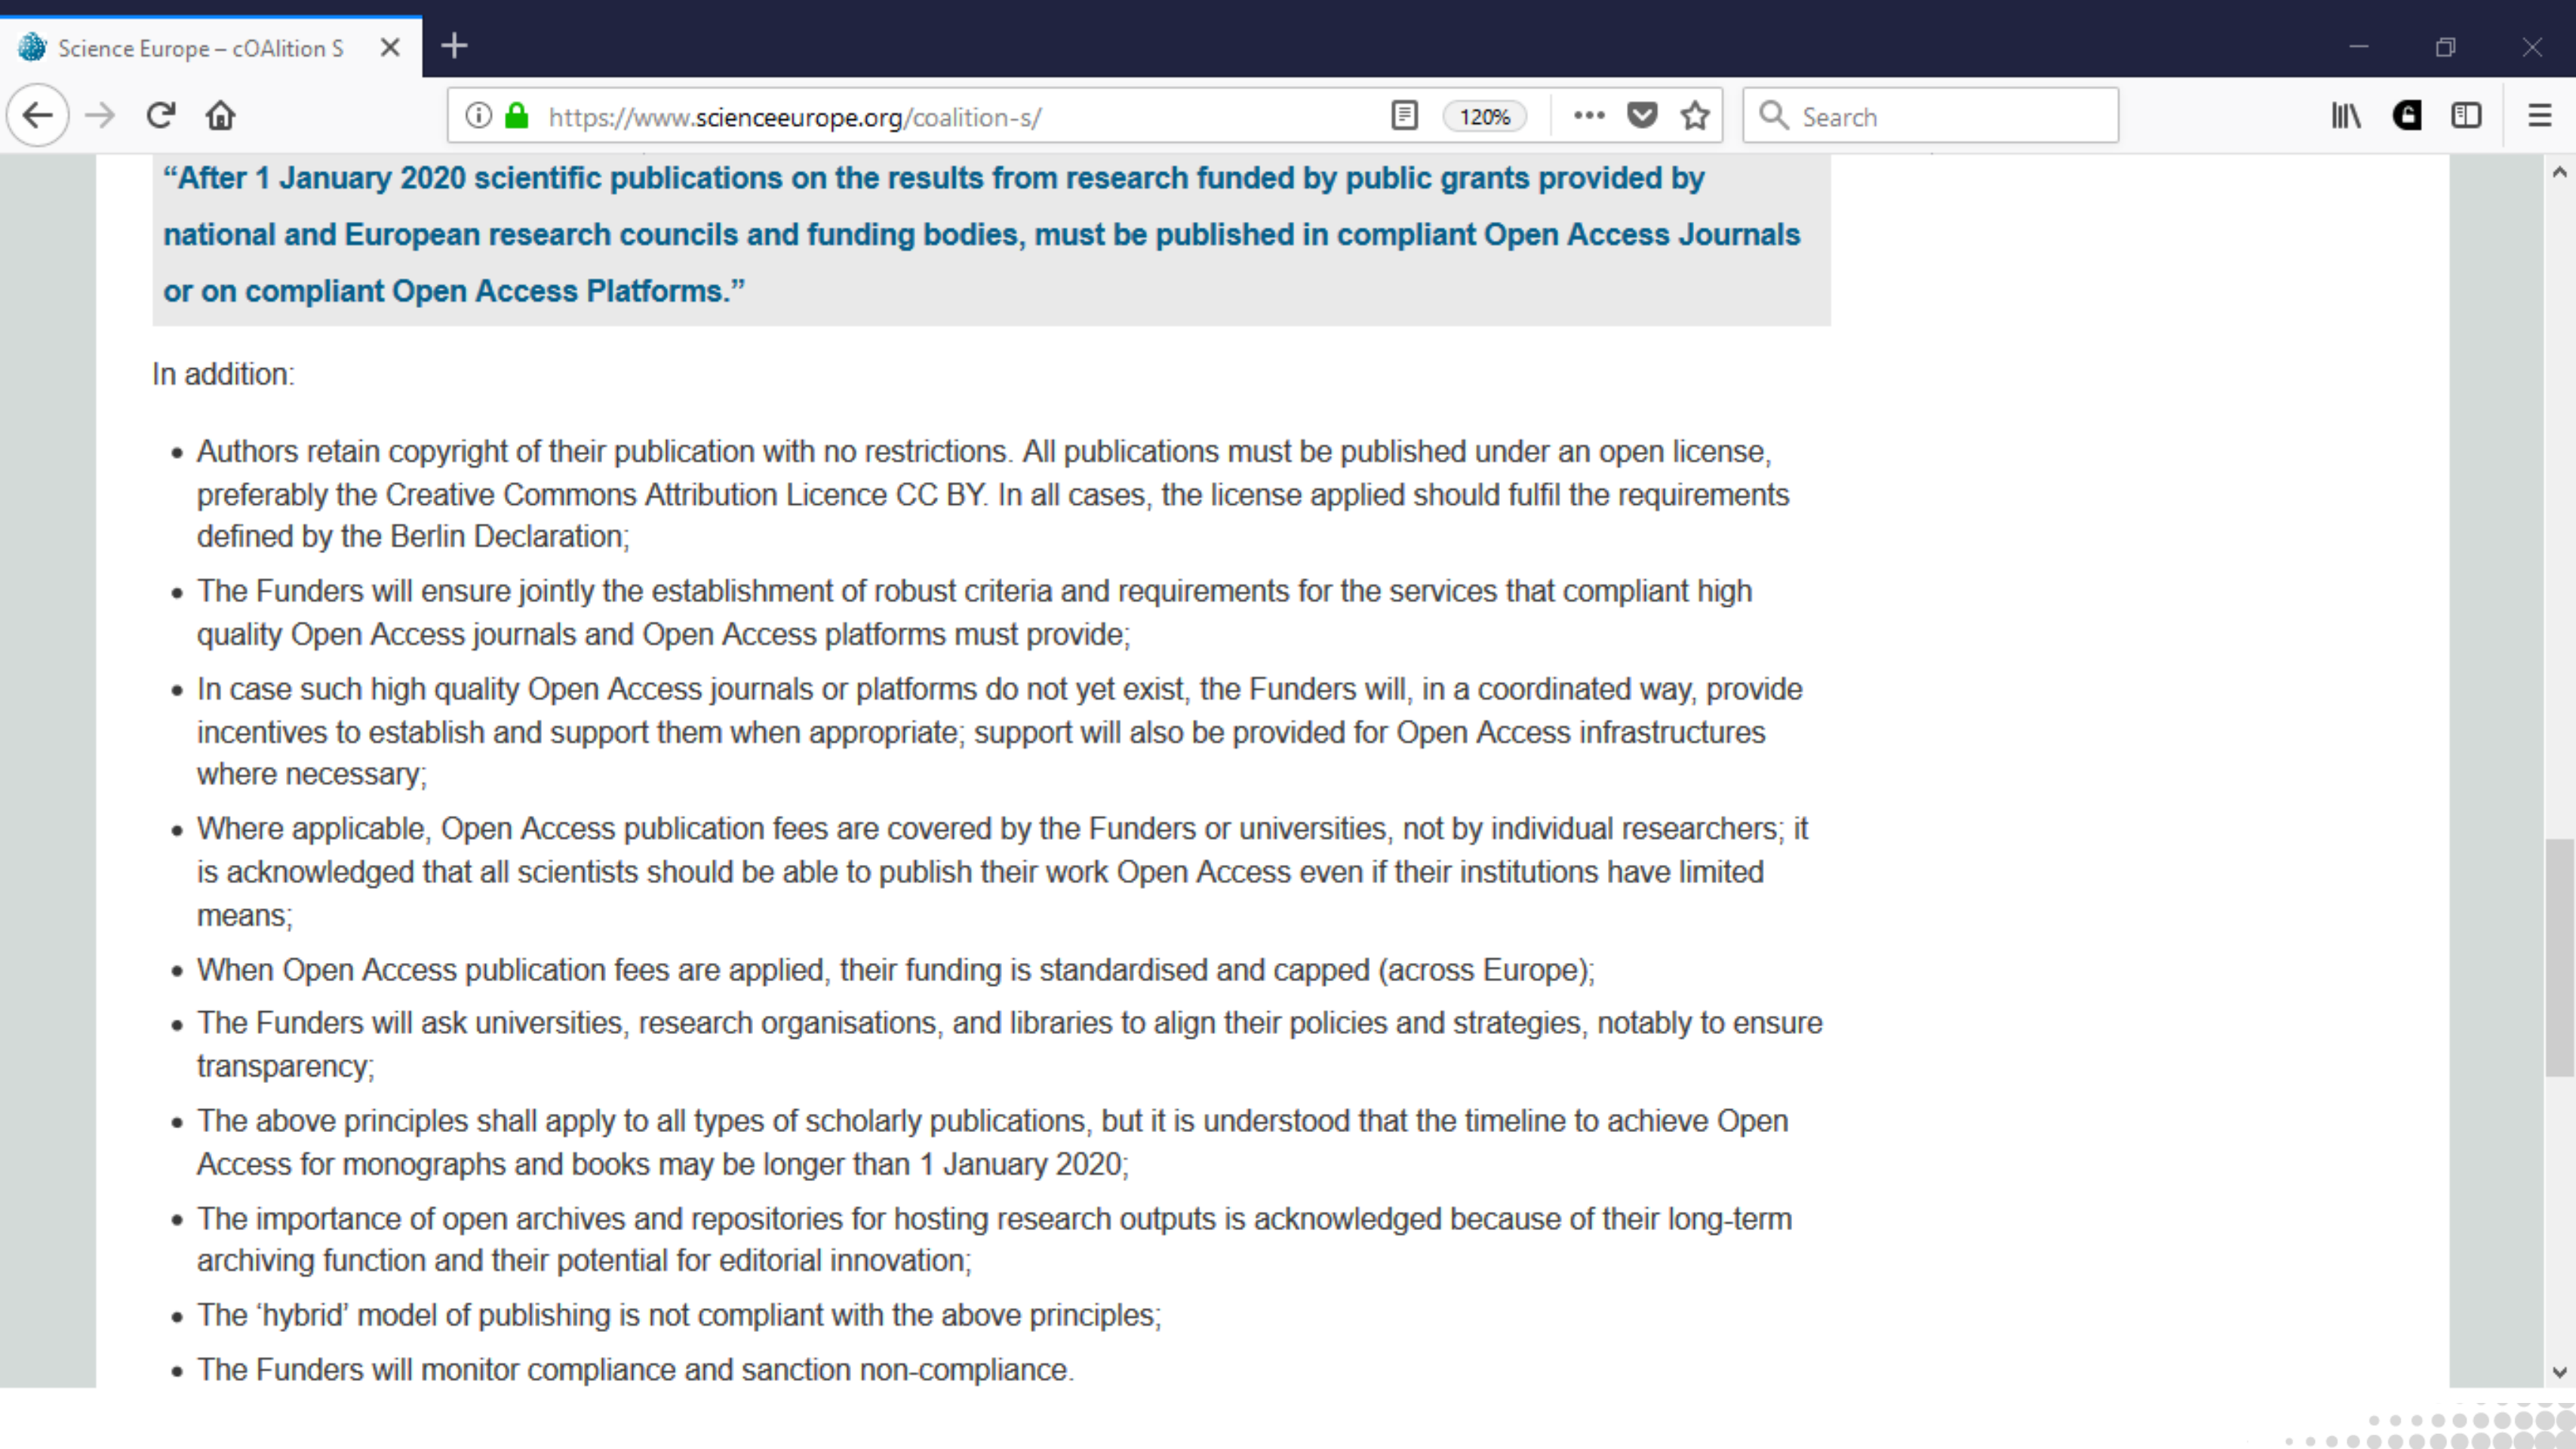 Science Europe – cOAlition S
https://www.scienceeurope.org/coalition-s/
120%
Search
“After 1 January 2020 scientific publications on the results from research funded by public grants provided by
national and European research councils and funding bodies, must be published in compliant Open Access Journals
or on compliant Open Access Platforms.”
In addition:
• Authors retain copyright of their publication with no restrictions. All publications must be published under an open license,
preferably the Creative Commons Attribution Licence CC BY. In all cases, the license applied should fulfil the requirements
defined by the Berlin Declaration;
• The Funders will ensure jointly the establishment of robust criteria and requirements for the services that compliant high
quality Open Access journals and Open Access platforms must provide;
• In case such high quality Open Access journals or platforms do not yet exist, the Funders will, in a coordinated way, provide
incentives to establish and support them when appropriate; support will also be provided for Open Access infrastructures
where necessary;
• Where applicable, Open Access publication fees are covered by the Funders or universities, not by individual researchers; it
is acknowledged that all scientists should be able to publish their work Open Access even if their institutions have limited
means;
• When Open Access publication fees are applied, their funding is standardised and capped (across Europe);
• The Funders will ask universities, research organisations, and libraries to align their policies and strategies, notably to ensure
transparency;
• The above principles shall apply to all types of scholarly publications, but it is understood that the timeline to achieve Open
Access for monographs and books may be longer than 1 January 2020;
• The importance of open archives and repositories for hosting research outputs is acknowledged because of their long-term
archiving function and their potential for editorial innovation;
• The ‘hybrid’ model of publishing is not compliant with the above principles;
• The Funders will monitor compliance and sanction non-compliance.